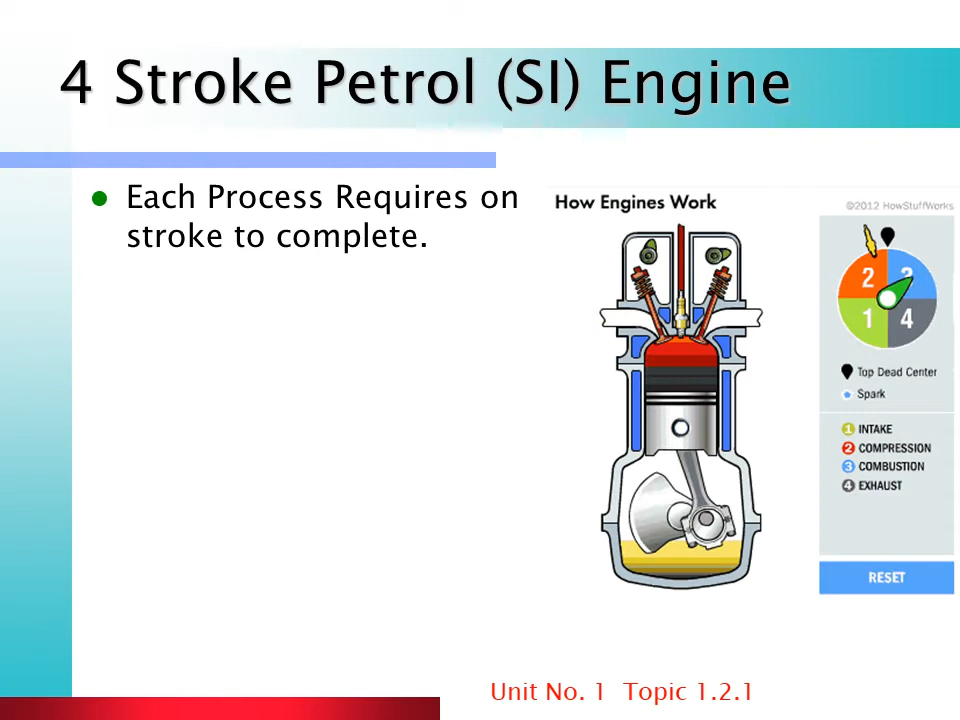 4 Stroke Petrol (SI) Engine
Each Process Requires on
stroke to complete.
How Engines Work
©2012 HowStuffWorks
2 3
1 4
Top Dead Center
Spark
1 INTAKE
2 COMPRESSION
3 COMBUSTION
4 EXHAUST
RESET
Unit No. 1 Topic 1.2.1